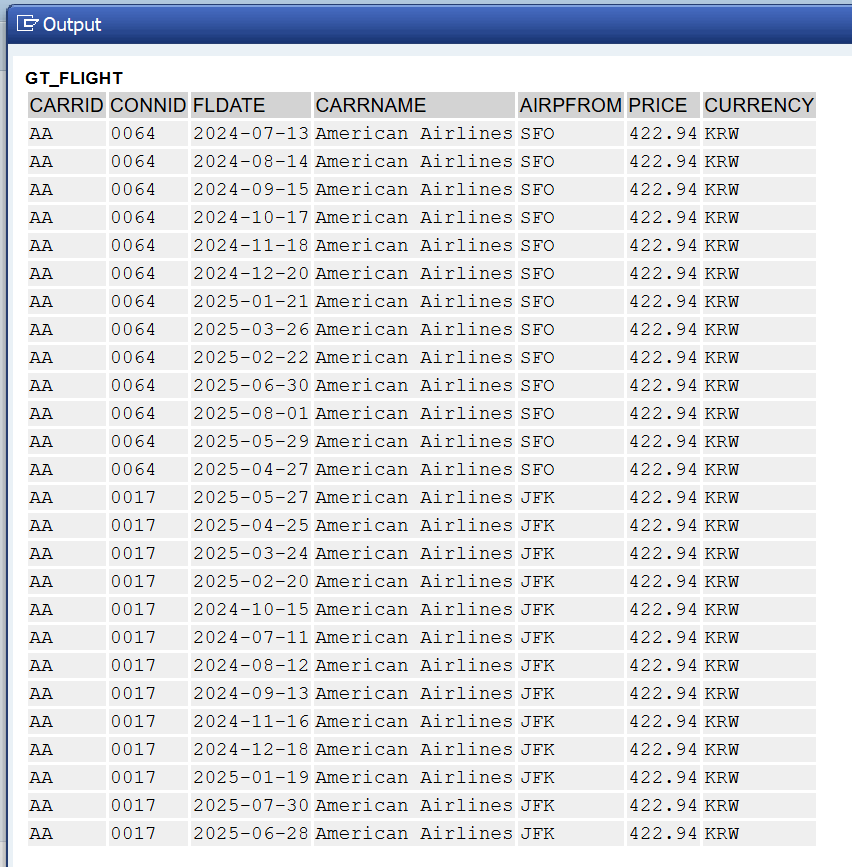 Output
GT_FLIGHT
CARRID CONNID FLDATE CARRNAME AIRPFROM PRICE CURRENCY
AA 0064 2024-07-13 American Airlines SFO 422.94 KRW
AA 0064 2024-08-14 American Airlines SFO 422.94 KRW
AA 0064 2024-09-15 American Airlines SFO 422.94 KRW
AA 0064 2024-10-17 American Airlines SFO 422.94 KRW
AA 0064 2024-11-18 American Airlines SFO 422.94 KRW
AA 0064 2024-12-20 American Airlines SFO 422.94 KRW
AA 0064 2025-01-21 American Airlines SFO 422.94 KRW
AA 0064 2025-03-26 American Airlines SFO 422.94 KRW
AA 0064 2025-02-22 American Airlines SFO 422.94 KRW
AA 0064 2025-06-30 American Airlines SFO 422.94 KRW
AA 0064 2025-08-01 American Airlines SFO 422.94 KRW
AA 0064 2025-05-29 American Airlines SFO 422.94 KRW
AA 0064 2025-04-27 American Airlines SFO 422.94 KRW
AA 0017 2025-05-27 American Airlines JFK 422.94 KRW
AA 0017 2025-04-25 American Airlines JFK 422.94 KRW
AA 0017 2025-03-24 American Airlines JFK 422.94 KRW
AA 0017 2025-02-20 American Airlines JFK 422.94 KRW
AA 0017 2024-10-15 American Airlines JFK 422.94 KRW
AA 0017 2024-07-11 American Airlines JFK 422.94 KRW
AA 0017 2024-08-12 American Airlines JFK 422.94 KRW
AA 0017 2024-09-13 American Airlines JFK 422.94 KRW
AA 0017 2024-11-16 American Airlines JFK 422.94 KRW
AA 0017 2024-12-18 American Airlines JFK 422.94 KRW
AA 0017 2025-01-19 American Airlines JFK 422.94 KRW
AA 0017 2025-07-30 American Airlines JFK 422.94 KRW
AA 0017 2025-06-28 American Airlines JFK 422.94 KRW